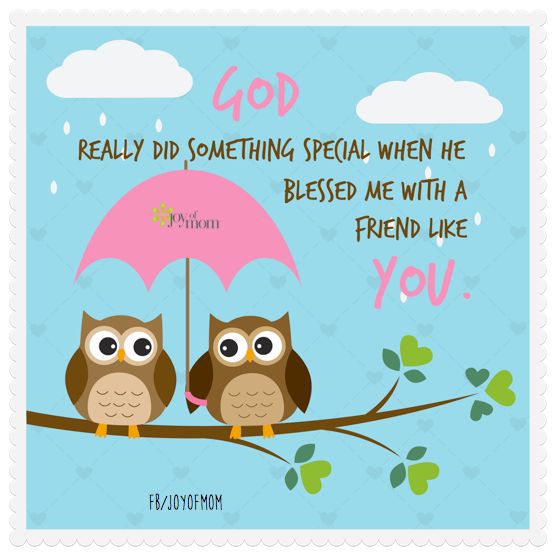 GOD
REALLY DID SOMETHING SPECIAL WHEN HE
BLESSED ME WITH A
FRIEND LIKE
YOU.
joy of
mom
FB/JOYOFMOM